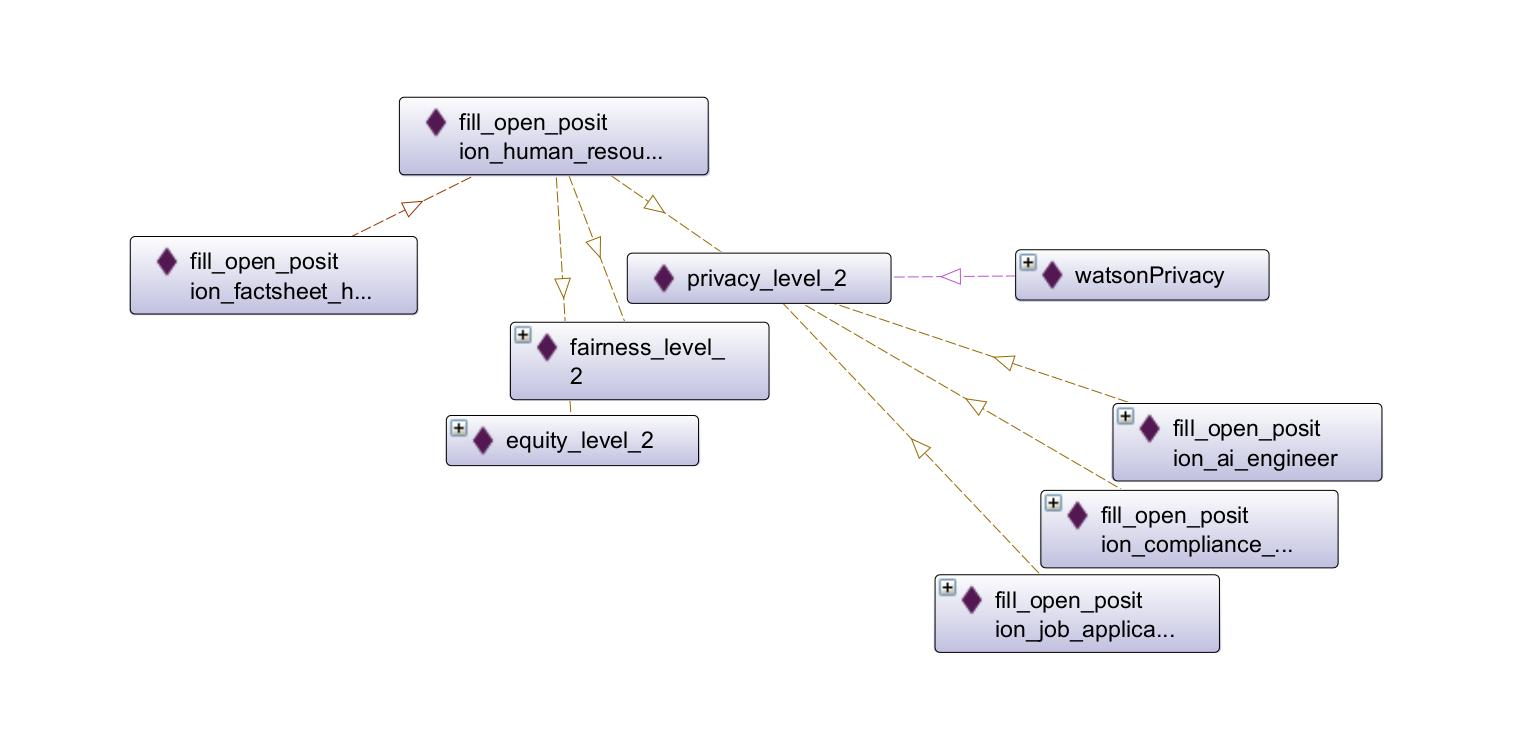 fill_open_posit
ion_human_resou...
fill_open_posit
ion_factsheet_h...
privacy_level_2
watsonPrivacy
fairness_level_
2
equity_level_2
fill_open_posit
ion_ai_engineer
fill_open_posit
ion_compliance_...
fill_open_posit
ion_job_applica...